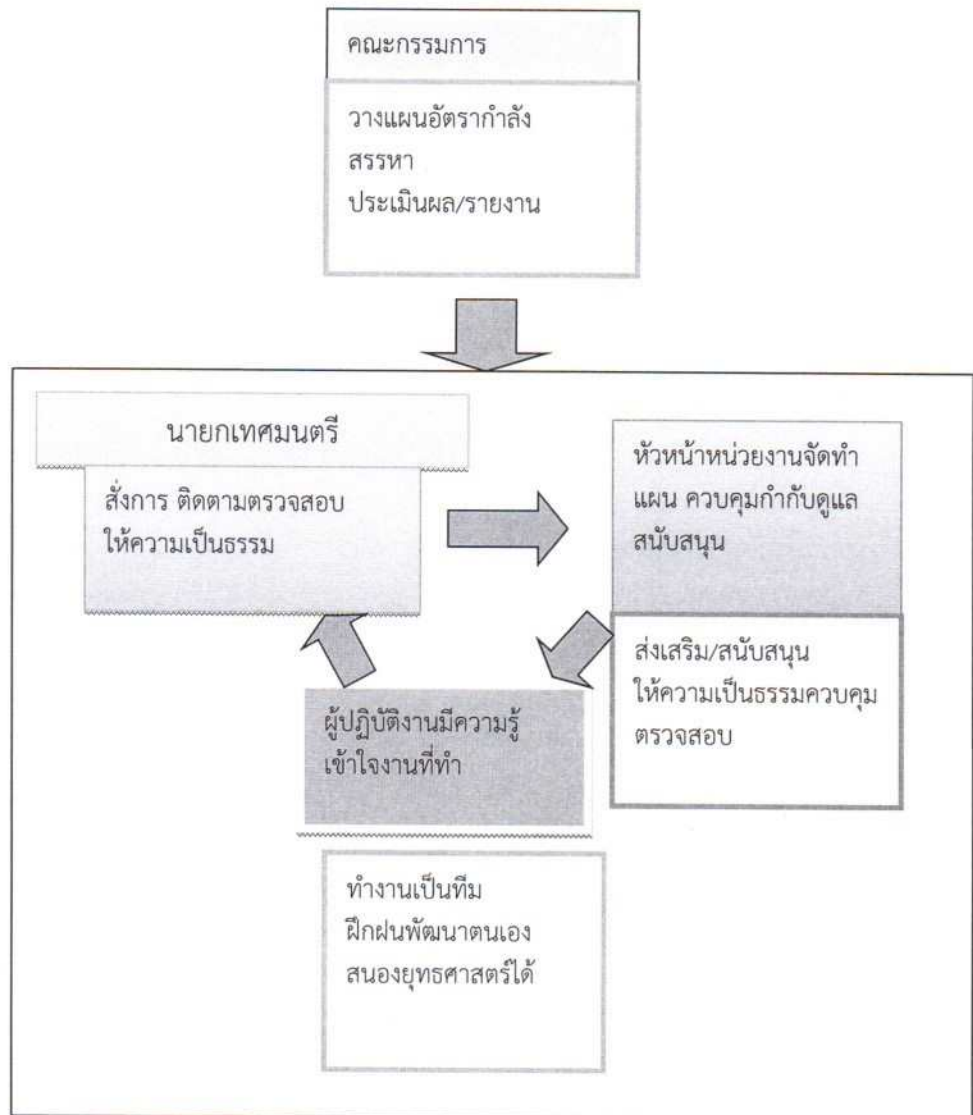 คณะกรรมการ
วางแผนอัตรากำลัง
สรรหา
ประเมินผล/รายงาน
นายกเทศมนตรี
สั่งการ ติดตามตรวจสอบ
ให้ความเป็นธรรม
หัวหน้าหน่วยงานจัดทำ
แผน ควบคุมกำกับดูแล
สนับสนุน
ส่งเสริม/สนับสนุน
ให้ความเป็นธรรมควบคุม
ตรวจสอบ
ผู้ปฏิบัติงานมีความรู้
เข้าใจงานที่ทำ
ทำงานเป็นทีม
ฝึกฝนพัฒนาตนเอง
สนองยุทธศาสตร์ได้